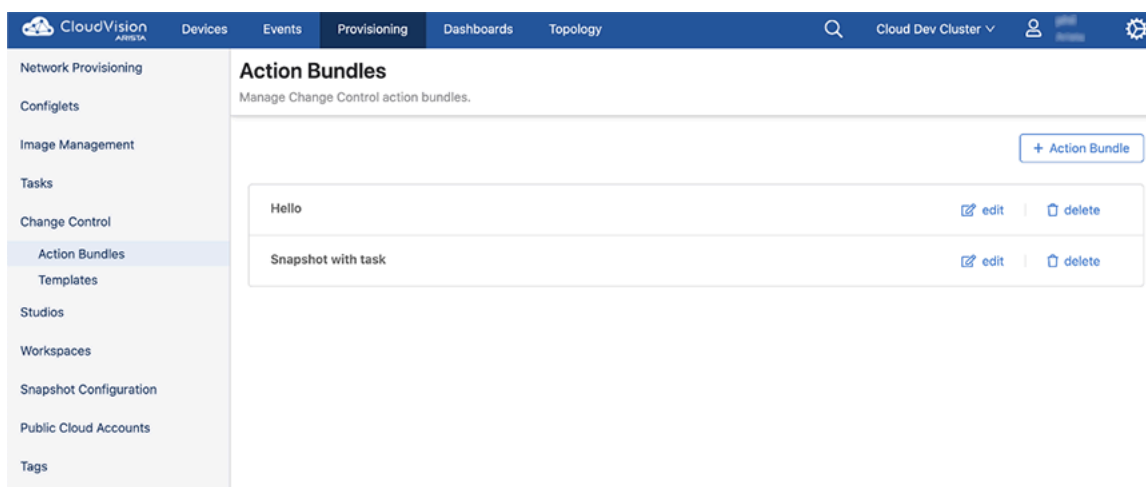 CloudVision
ARISTA
Devices
Events
Provisioning
Dashboards
Topology
Cloud Dev Cluster
Network Provisioning
Configlets
Image Management
Tasks
Change Control
Action Bundles
Templates
Studios
Workspaces
Snapshot Configuration
Public Cloud Accounts
Tags
Action Bundles
Manage Change Control action bundles.
+ Action Bundle
Hello
edit
delete
Snapshot with task
edit
delete